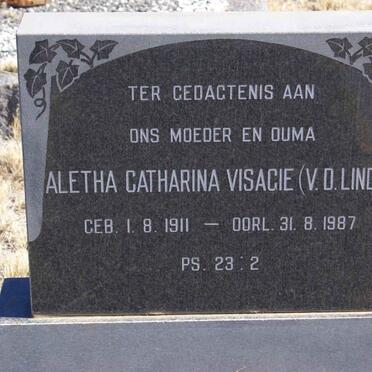 TER GEDACTENIS AAN
ONS MOEDER EN OUMA
ALETHA CATHARINA VISAGIE (V. D. LIND
GEB. 1. 8. 1911 — OORL. 31. 8. 1987
PS. 23 : 2